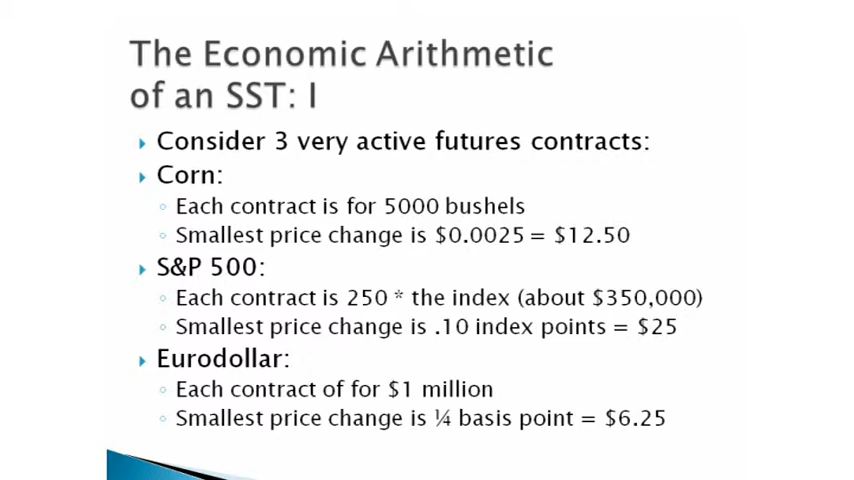 The Economic Arithmetic
of an SST: I
Consider 3 very active futures contracts:
Corn:
Each contract is for 5000 bushels
Smallest price change is $0.0025 = $12.50
S&P 500:
Each contract is 250 * the index (about $350,000)
Smallest price change is .10 index points = $25
Eurodollar:
Each contract of for $1 million
Smallest price change is ¼ basis point = $6.25